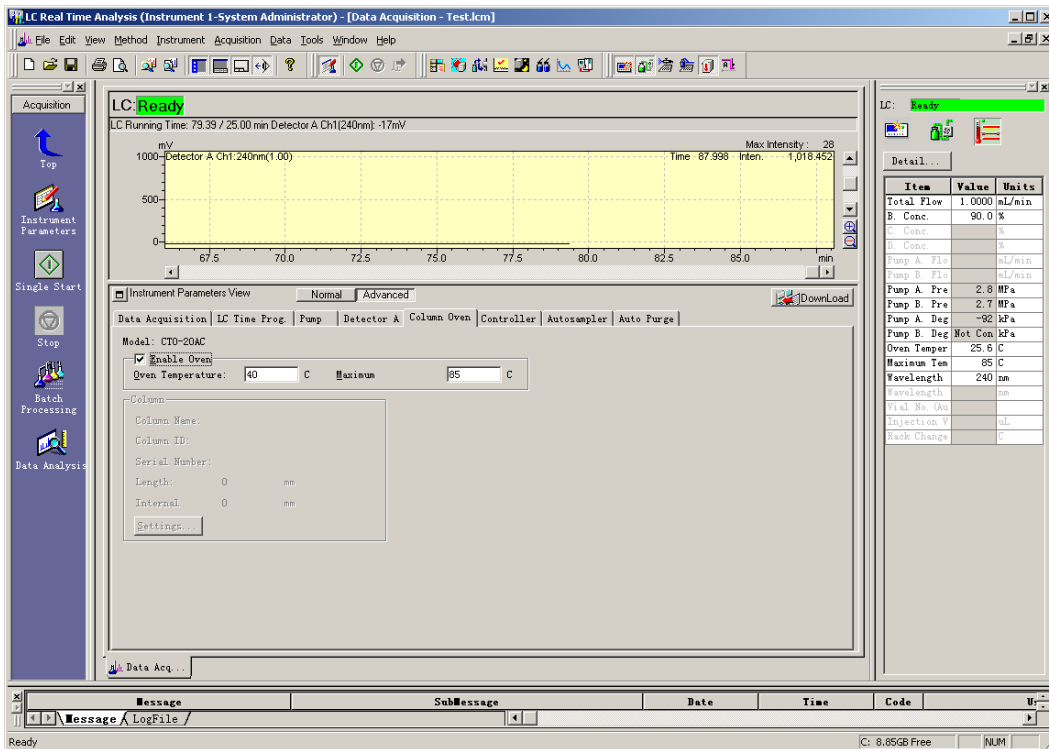 LC Real Time Analysis (Instrument 1-System Administrator) - [Data Acquisition - Test.lcm]
File Edit View Method Instrument Acquisition Data Tools Window Help
Acquisition
Top
Instrument
Parameters
Single Start
Stop
Batch
Processing
Data Analysis
LC: Ready
LC Running Time: 79.39 / 25.00 min Detector A Ch1(240nm): -17mV
mV
Max Intensity : 28
1000
Detector A Ch1:240nm(1.00)
Time 87.998 Inten. 1,018.452
500
0
67.5 70.0 72.5 75.0 77.5 80.0 82.5 85.0 min
Instrument Parameters View Normal Advanced DownLoad
Data Acquisition LC Time Prog. Pump Detector A Column Oven Controller Autosampler Auto Purge
Model: CTO-20AC
Enable Oven
Oven Temperature: 40 C Maximum 85 C
Column
Column Name:
Column ID:
Serial Number:
Length: 0 mm
Internal 0 mm
Settings...
Data Acq...
LC: Ready
Detail...
Item Value Units
Total Flow 1.0000 mL/min
B. Conc. 90.0 %
C. Conc. %
D. Conc. %
Pump A. Flo mL/min
Pump B. Flo mL/min
Pump A. Pre 2.8 MPa
Pump B. Pre 2.7 MPa
Pump A. Deg -92 kPa
Pump B. Deg Not Con kPa
Oven Temper 25.6 C
Maximum Tem 85 C
Wavelength 240 nm
Wavelength nm
Vial No. (Au
Injection V uL
Rack Change C
Message SubMessage Date Time Code
Message LogFile
Ready C: 8.85GB Free NUM